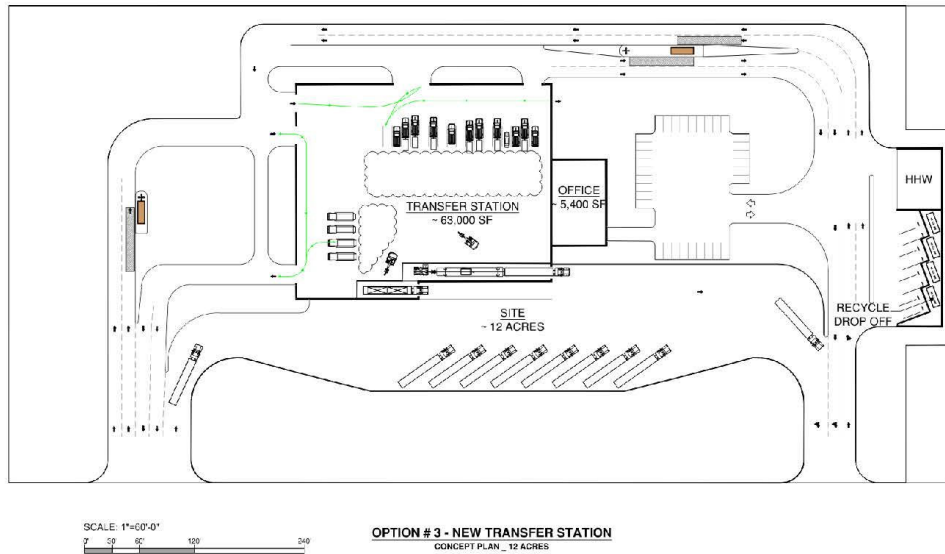 HHW
OFFICE
~ 5,400 SF
TRANSFER STATION
~ 63,000 SF
RECYCLE
DROP OFF
SITE
~ 12 ACRES
SCALE: 1"=60'-0"
0' 30' 60' 120 240
OPTION # 3 - NEW TRANSFER STATION
CONCEPT PLAN _ 12 ACRES